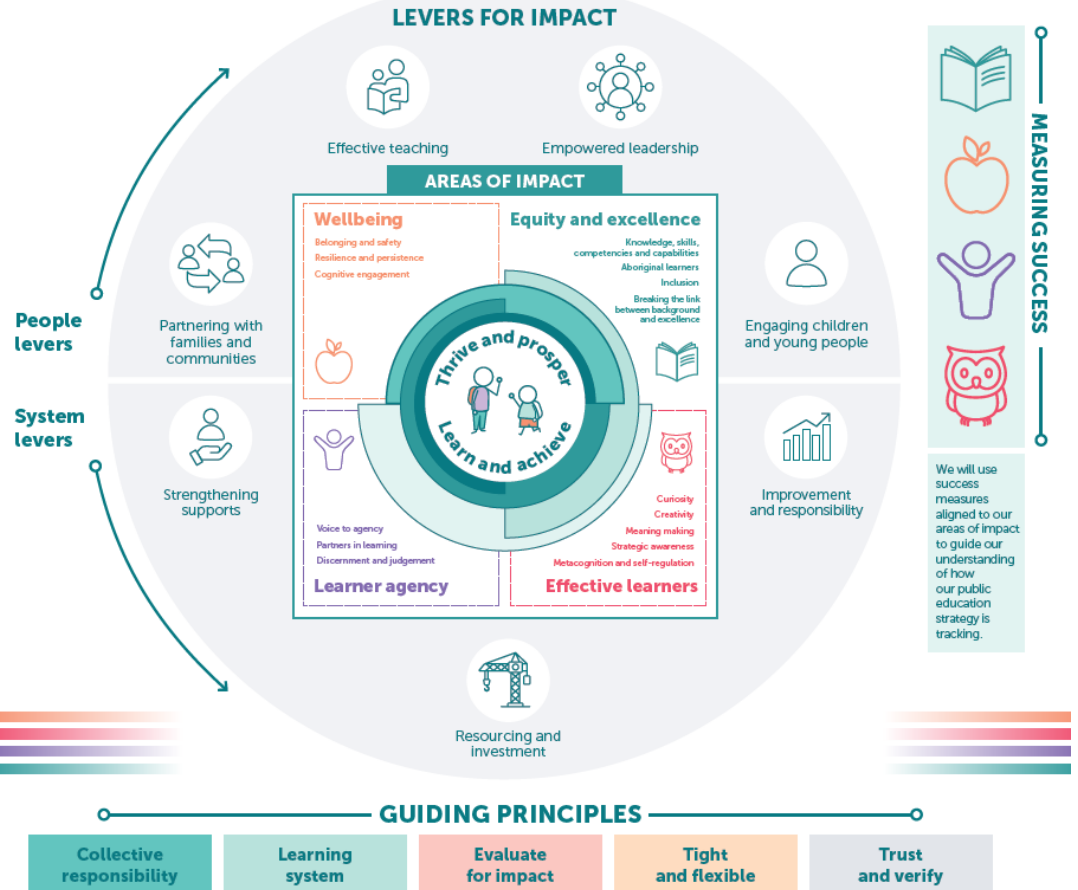 LEVERS FOR IMPACT
Effective teaching
Empowered leadership
AREAS OF IMPACT
Wellbeing
Belonging and safety
Resilience and persistence
Cognitive engagement
Equity and excellence
Knowledge, skills,
competencies and capabilities
Aboriginal learners
Inclusion
Breaking the link
between background
and excellence
People
levers
Partnering with
families and
communities
Engaging children
and young people
Thrive and prosper
Learn and achieve
System
levers
Strengthening
supports
Improvement
and responsibility
Voice to agency
Partners in learning
Discernment and judgement
Learner agency
Curiosity
Creativity
Meaning making
Strategic awareness
Metacognition and self-regulation
Effective learners
Resourcing and
investment
MEASURING SUCCESS
We will use
success
measures
aligned to our
areas of impact
to guide our
understanding
of how
our public
education
strategy is
tracking.
GUIDING PRINCIPLES
Collective
responsibility
Learning
system
Evaluate
for impact
Tight
and flexible
Trust
and verify